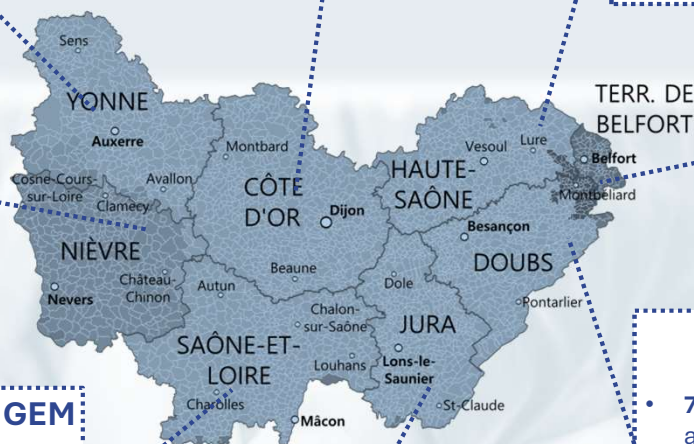 Sens
YONNE
Auxerre
Montbard
Avallon
Cosne-Cours-
sur-Loire
Clamecy
NIÈVRE
Nevers
Château-
Chinon
CÔTE
D'OR
Dijon
Beaune
Autun
SAÔNE-ET-
LOIRE
Chalon-
sur-Saône
Louhans
Charolles
Mâcon
HAUTE-
SAÔNE
Vesoul
Lure
TERR. DE
BELFORT
Belfort
Montbéliard
Besançon
DOUBS
Pontarlier
Dole
JURA
Lons-le-
Saunier
St-Claude
GEM
• 7
a